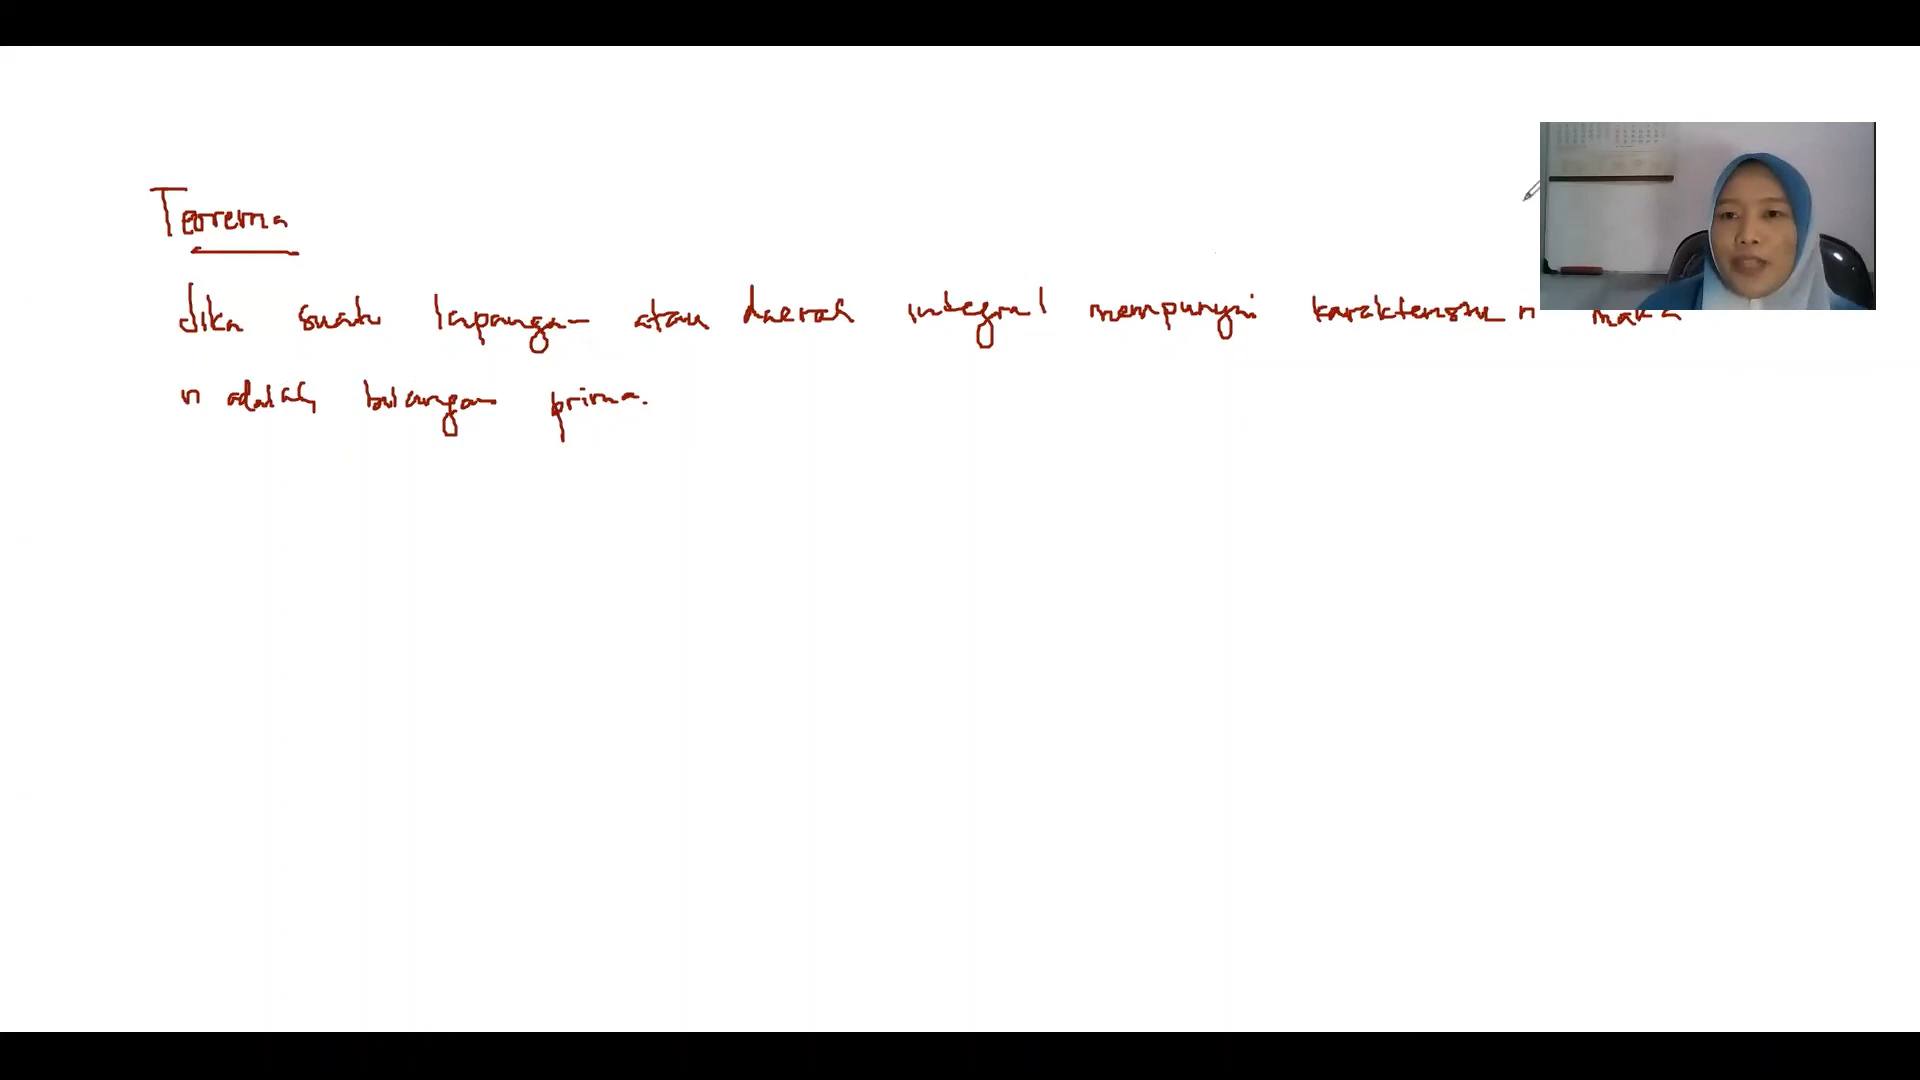 Teorema
Jika suatu lapangan atau daerah integral mempunyai karakteristik n maka
n adalah bilangan prima.